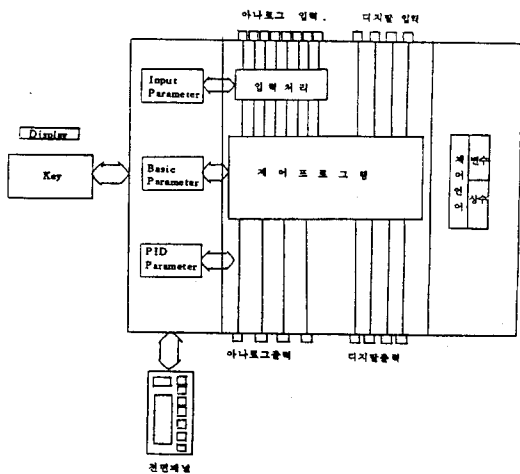 아나로그 입력
디지탈 입력
Input
Parameter
입력처리
Display
Key
Basic
Parameter
제어프로그램
제어언어
변수
상수
PID
Parameter
아나로그출력
디지탈출력
전면패널